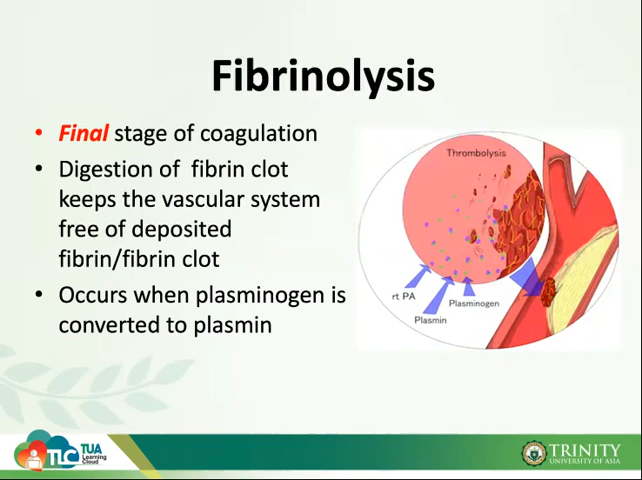 Fibrinolysis
• Final stage of coagulation
• Digestion of fibrin clot
keeps the vascular system
free of deposited
fibrin/fibrin clot
• Occurs when plasminogen is
converted to plasmin
Thrombolysis
rt PA
Plasminogen
Plasmin
TLC
TUA
Learning
Cloud
TRINITY
UNIVERSITY OF ASIA